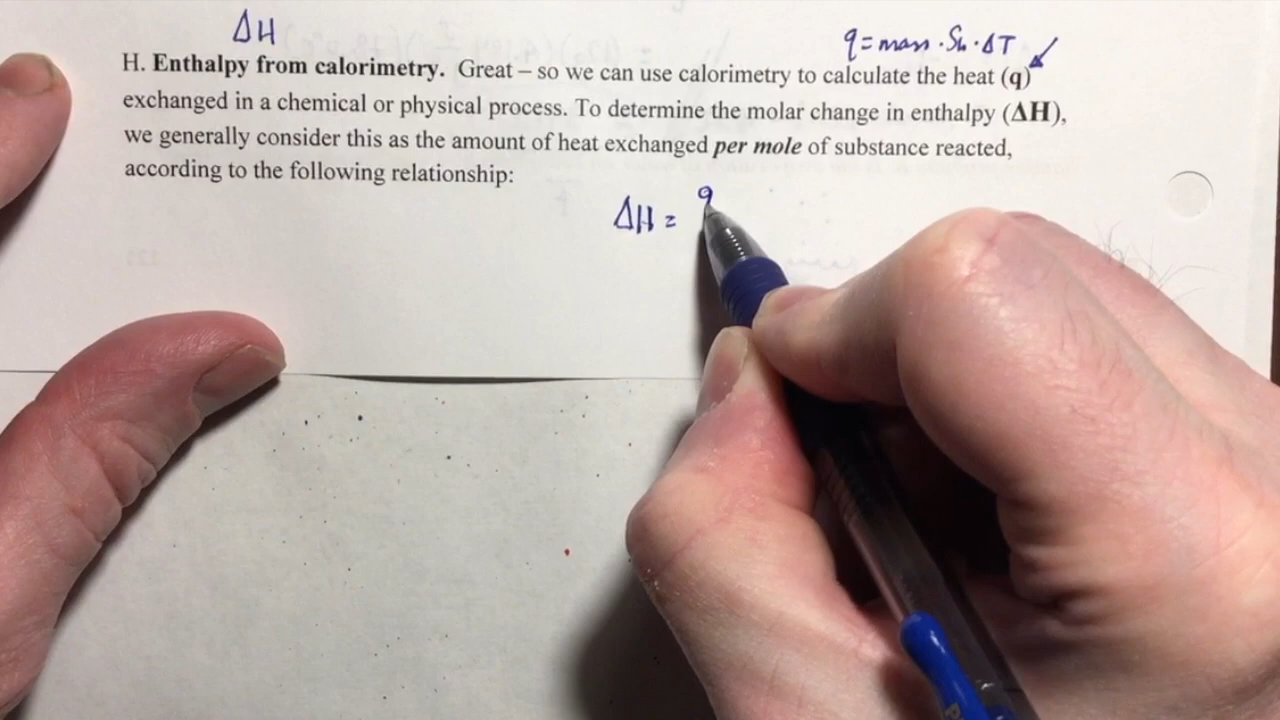 ΔH
q = mass · Sh · ΔT
H. Enthalpy from calorimetry. Great – so we can use calorimetry to calculate the heat (q)
exchanged in a chemical or physical process. To determine the molar change in enthalpy (ΔH),
we generally consider this as the amount of heat exchanged per mole of substance reacted,
according to the following relationship:
ΔH = q